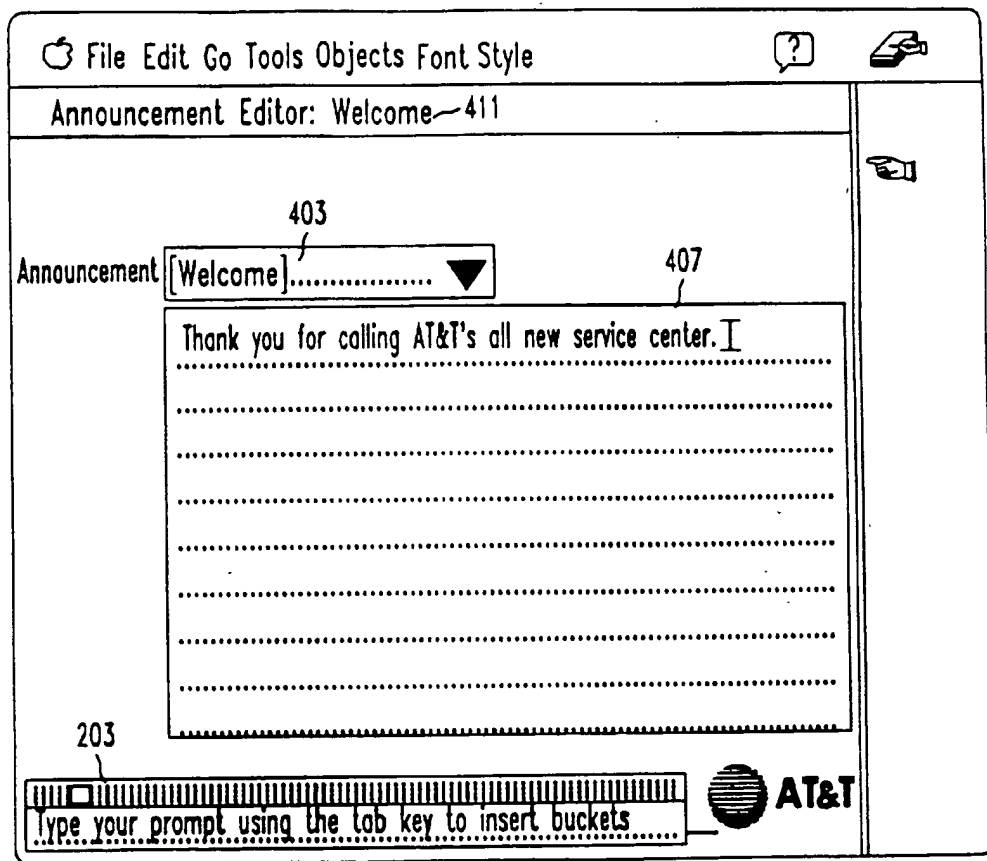 File Edit Go Tools Objects Font Style ?
Announcement Editor: Welcome 411
403
Announcement [Welcome]..................
407
Thank you for calling AT&T's all new service center.
203
AT&T
Type your prompt using the tab key to insert buckets